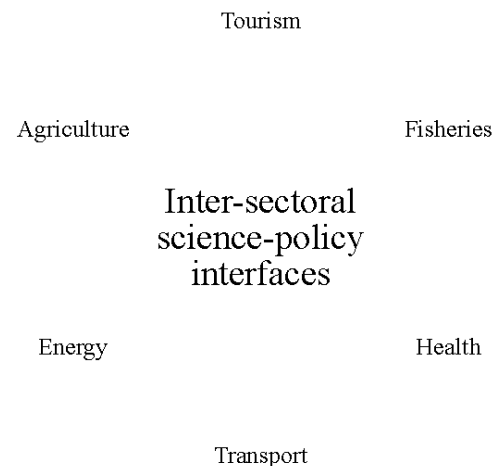 Tourism
Agriculture
Fisheries
Inter-sectoral
science-policy
interfaces
Energy
Health
Transport